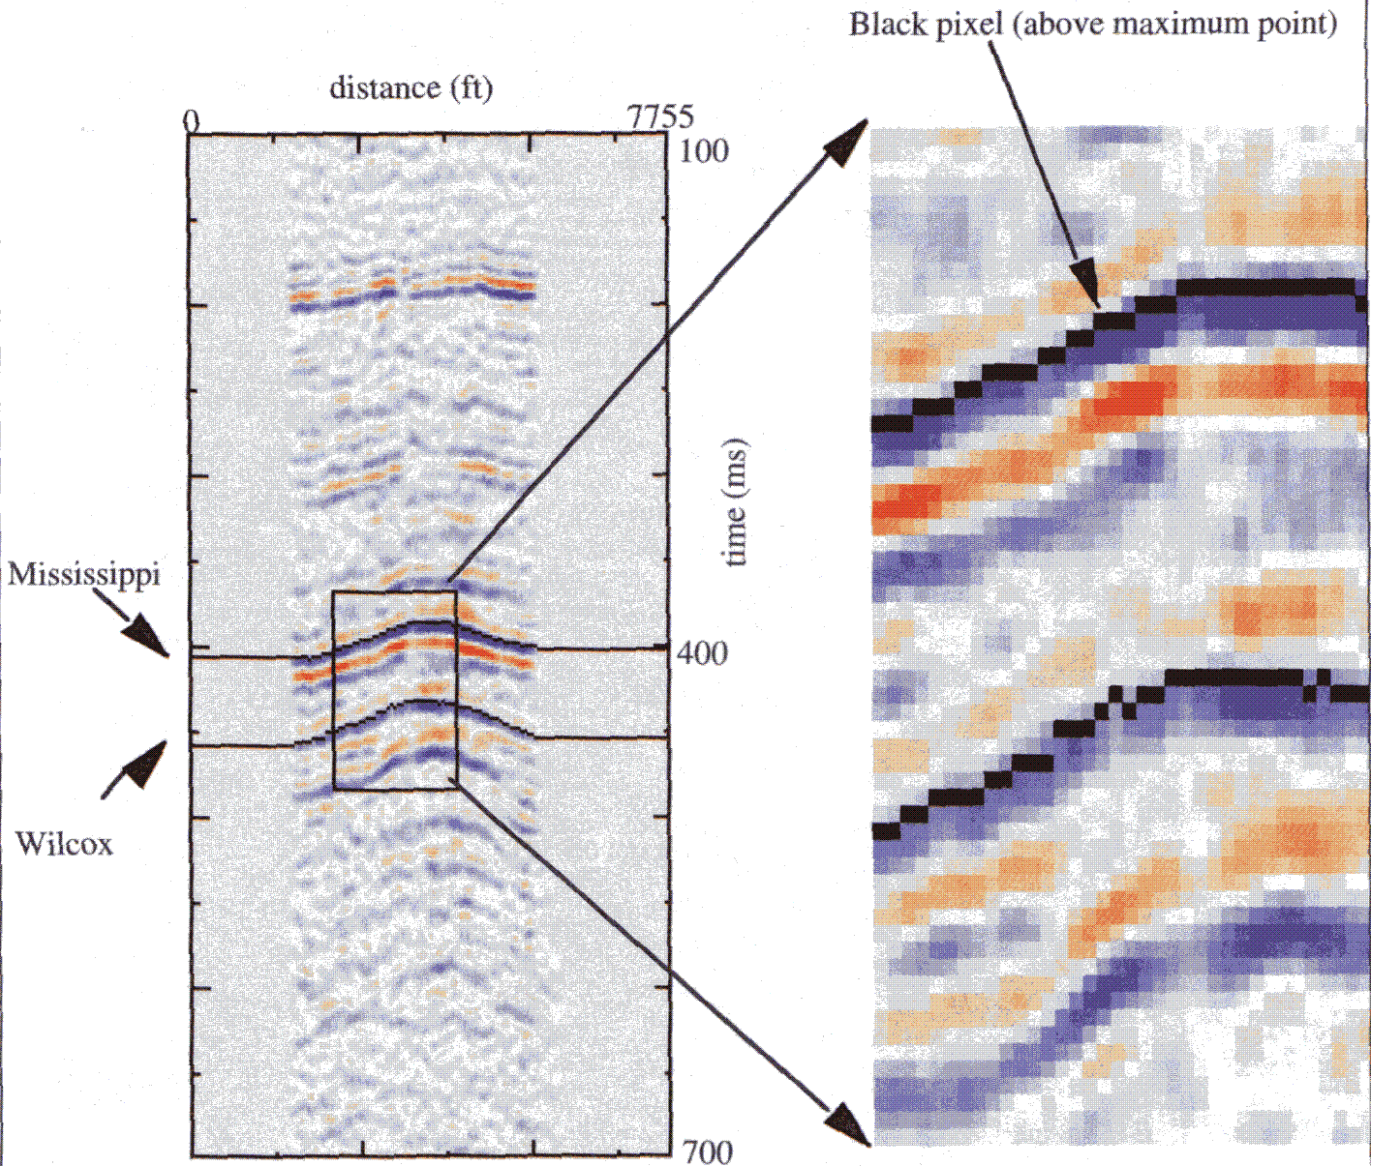 Black pixel (above maximum point)
distance (ft)
0
7755
100
time (ms)
Mississippi
400
Wilcox
700